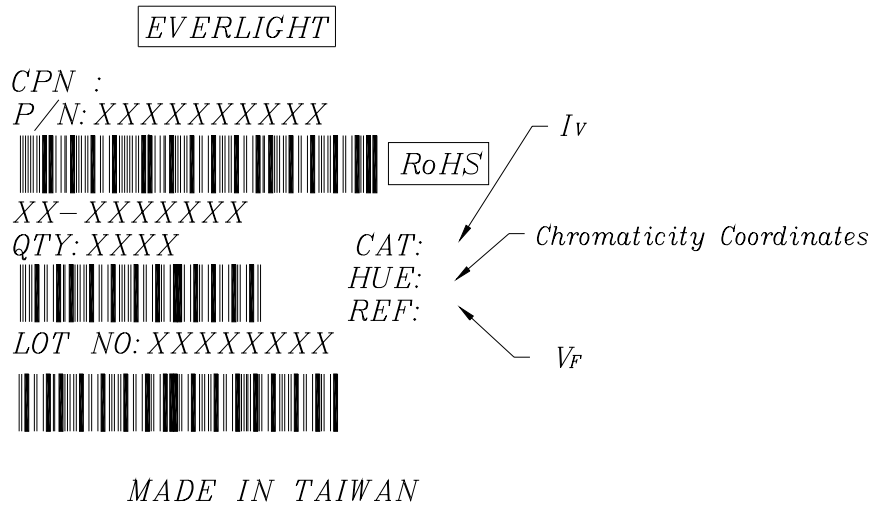 EVERLIGHT
CPN :
P/N: XXXXXXXXXX
RoHS
XX-XXXXXXX
QTY: XXXX
CAT:
HUE:
REF:
LOT NO: XXXXXXXX
MADE IN TAIWAN
Iv
Chromaticity Coordinates
VF